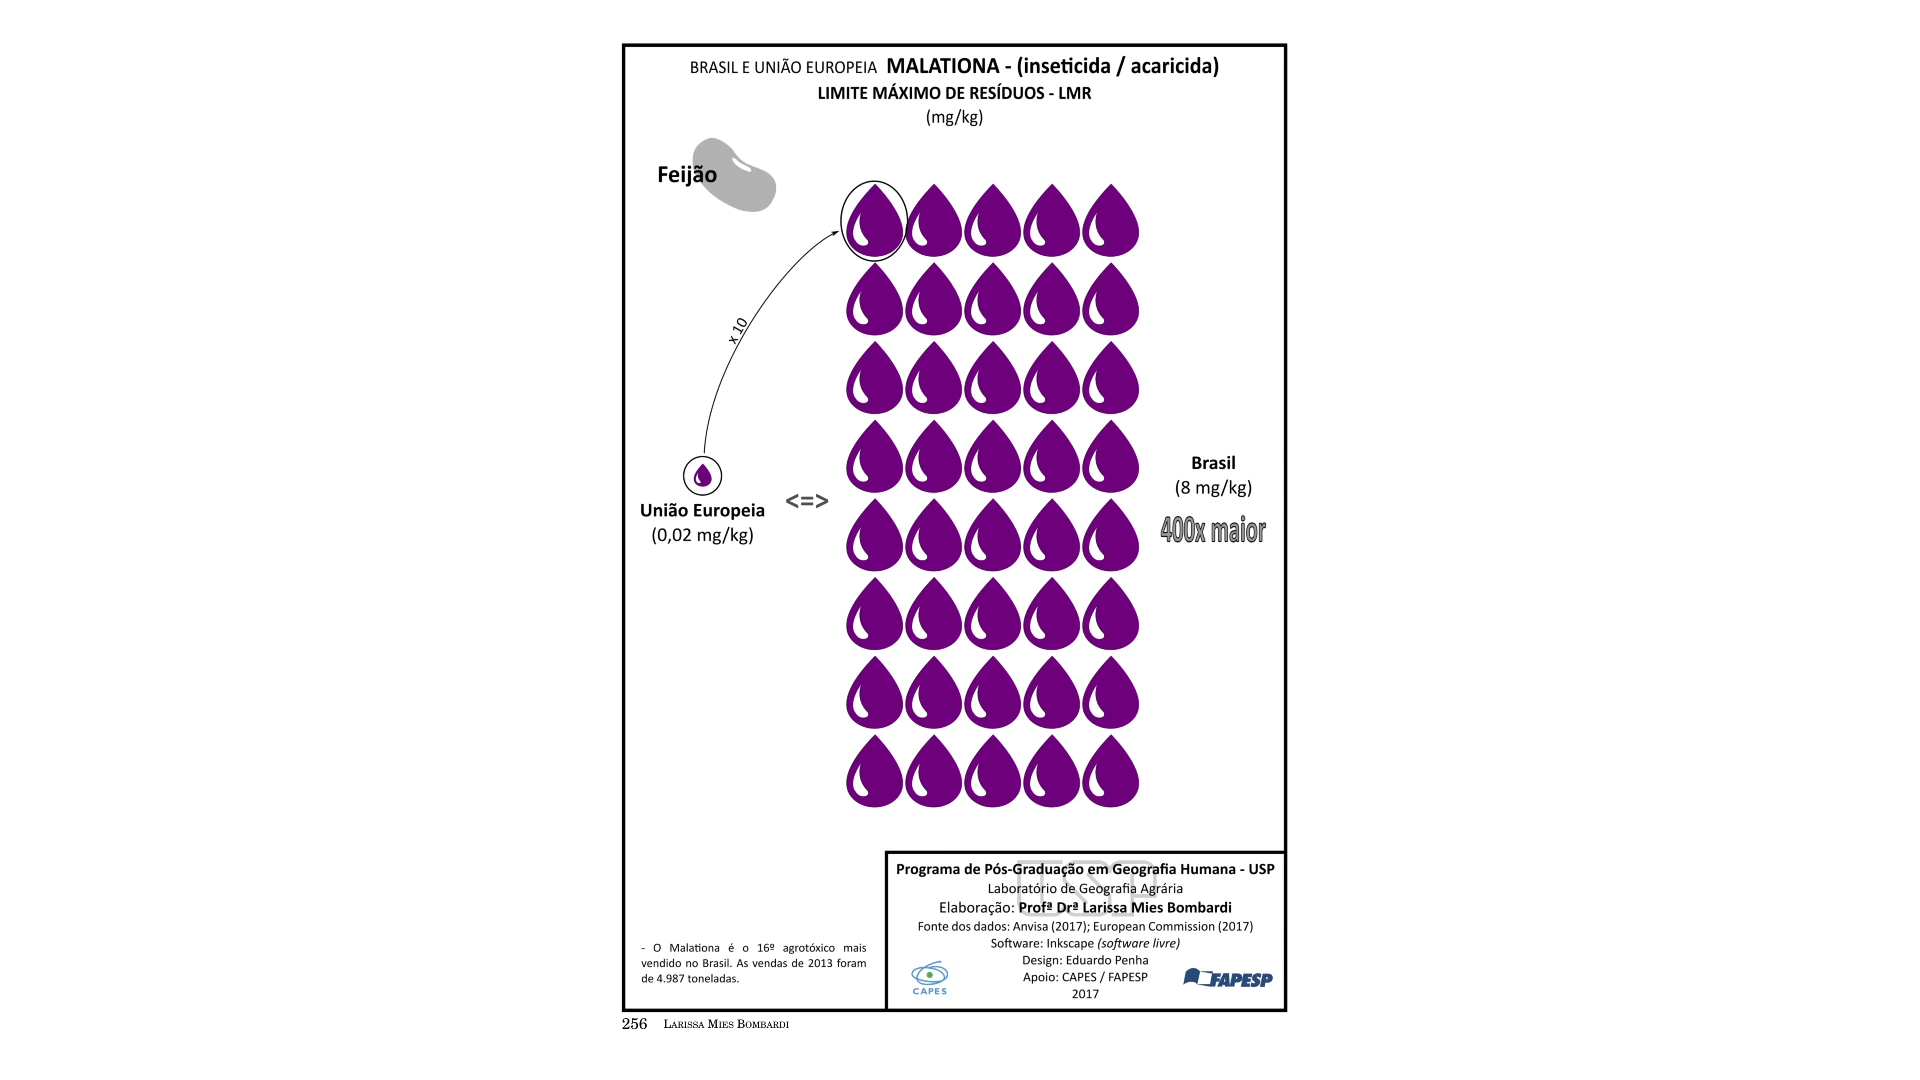 BRASIL E UNIÃO EUROPEIA MALATIONA - (inseticida / acaricida)
LIMITE MÁXIMO DE RESÍDUOS - LMR
(mg/kg)
Feijão
x 10
União Europeia
(0,02 mg/kg)
<=>
Brasil
(8 mg/kg)
400x maior
- O Malationa é o 16º agrotóxico mais
vendido no Brasil. As vendas de 2013 foram
de 4.987 toneladas.
USP
Programa de Pós-Graduação em Geografia Humana - USP
Laboratório de Geografia Agrária
Elaboração: Profª Drª Larissa Mies Bombardi
Fonte dos dados: Anvisa (2017); European Commission (2017)
Software: Inkscape (software livre)
Design: Eduardo Penha
Apoio: CAPES / FAPESP
2017
CAPES
FAPESP
256 Larissa Mies Bombardi